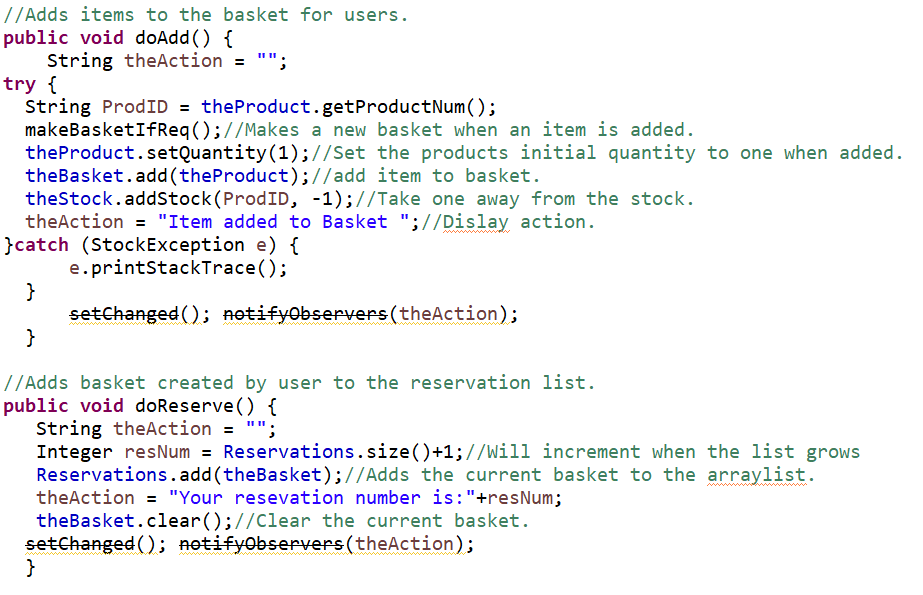 //Adds items to the basket for users.
public void doAdd() {
    String theAction = "";
try {
  String ProdID = theProduct.getProductNum();
  makeBasketIfReq();//Makes a new basket when an item is added.
  theProduct.setQuantity(1);//Set the products initial quantity to one when added.
  theBasket.add(theProduct);//add item to basket.
  theStock.addStock(ProdID, -1);//Take one away from the stock.
  theAction = "Item added to Basket ";//Dislay action.
}catch (StockException e) {
      e.printStackTrace();
  }
      setChanged(); notifyObservers(theAction);
  }

//Adds basket created by user to the reservation list.
public void doReserve() {
   String theAction = "";
   Integer resNum = Reservations.size()+1;//Will increment when the list grows
   Reservations.add(theBasket);//Adds the current basket to the arraylist.
   theAction = "Your resevation number is:"+resNum;
   theBasket.clear();//Clear the current basket.
  setChanged(); notifyObservers(theAction);
  }